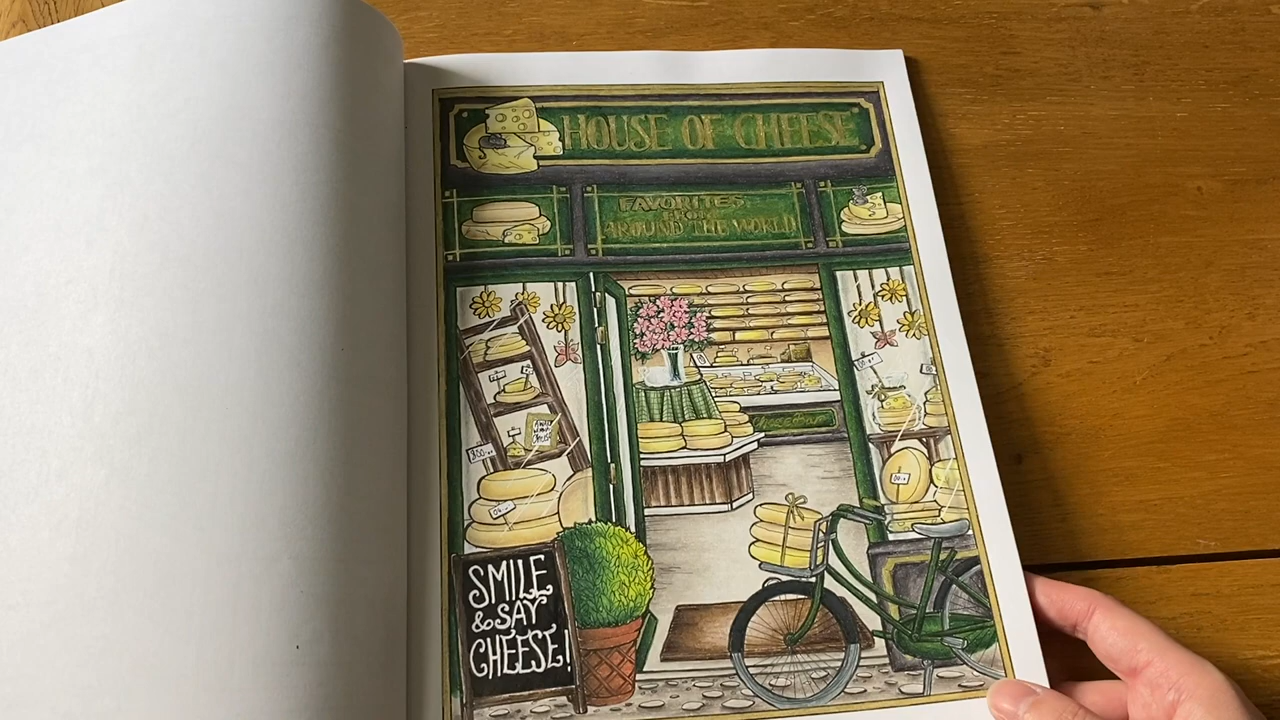 HOUSE OF CHEESE
FAVORITES
FROM
AROUND THE WORLD
SMILE
& SAY
CHEESE!